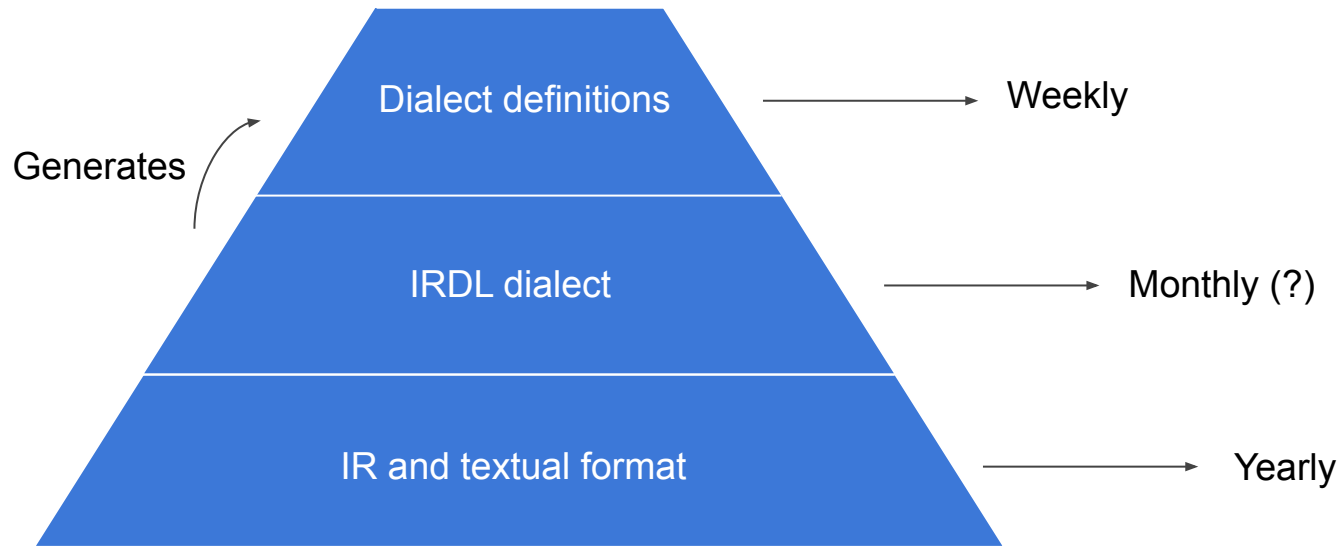 Dialect definitions
Weekly
Generates
IRDL dialect
Monthly (?)
IR and textual format
Yearly